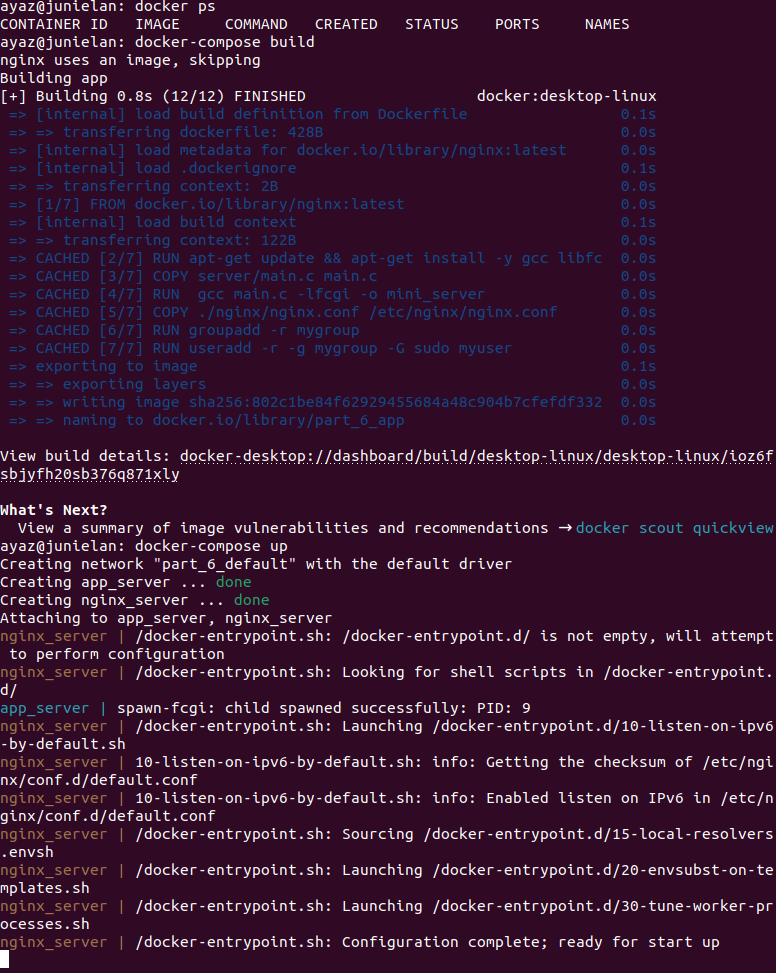 ayaz@junielan: docker ps
CONTAINER ID   IMAGE     COMMAND   CREATED   STATUS    PORTS     NAMES
ayaz@junielan: docker-compose build
nginx uses an image, skipping
Building app
[+] Building 0.8s (12/12) FINISHED                   docker:desktop-linux
 => [internal] load build definition from Dockerfile                 0.1s
 => => transferring dockerfile: 428B                                 0.0s
 => [internal] load metadata for docker.io/library/nginx:latest      0.0s
 => [internal] load .dockerignore                                    0.1s
 => => transferring context: 2B                                      0.0s
 => [1/7] FROM docker.io/library/nginx:latest                        0.0s
 => [internal] load build context                                    0.1s
 => => transferring context: 122B                                    0.0s
 => CACHED [2/7] RUN apt-get update && apt-get install -y gcc libfc  0.0s
 => CACHED [3/7] COPY server/main.c main.c                           0.0s
 => CACHED [4/7] RUN  gcc main.c -lfcgi -o mini_server               0.0s
 => CACHED [5/7] COPY ./nginx/nginx.conf /etc/nginx/nginx.conf       0.0s
 => CACHED [6/7] RUN groupadd -r mygroup                             0.0s
 => CACHED [7/7] RUN useradd -r -g mygroup -G sudo myuser            0.0s
 => exporting to image                                               0.1s
 => => exporting layers                                              0.0s
 => => writing image sha256:802c1be84f62929455684a48c904b7cfefdf332  0.0s
 => => naming to docker.io/library/part_6_app                        0.0s
View build details: docker-desktop://dashboard/build/desktop-linux/desktop-linux/ioz6f
sbjyfh20sb376q871xly
What's Next?
  View a summary of image vulnerabilities and recommendations → docker scout quickview
ayaz@junielan: docker-compose up
Creating network "part_6_default" with the default driver
Creating app_server ... done
Creating nginx_server ... done
Attaching to app_server, nginx_server
nginx_server | /docker-entrypoint.sh: /docker-entrypoint.d/ is not empty, will attempt
 to perform configuration
nginx_server | /docker-entrypoint.sh: Looking for shell scripts in /docker-entrypoint.
d/
app_server | spawn-fcgi: child spawned successfully: PID: 9
nginx_server | /docker-entrypoint.sh: Launching /docker-entrypoint.d/10-listen-on-ipv6
-by-default.sh
nginx_server | 10-listen-on-ipv6-by-default.sh: info: Getting the checksum of /etc/ngi
nx/conf.d/default.conf
nginx_server | 10-listen-on-ipv6-by-default.sh: info: Enabled listen on IPv6 in /etc/n
ginx/conf.d/default.conf
nginx_server | /docker-entrypoint.sh: Sourcing /docker-entrypoint.d/15-local-resolvers
.envsh
nginx_server | /docker-entrypoint.sh: Launching /docker-entrypoint.d/20-envsubst-on-te
mplates.sh
nginx_server | /docker-entrypoint.sh: Launching /docker-entrypoint.d/30-tune-worker-pr
ocesses.sh
nginx_server | /docker-entrypoint.sh: Configuration complete; ready for start up